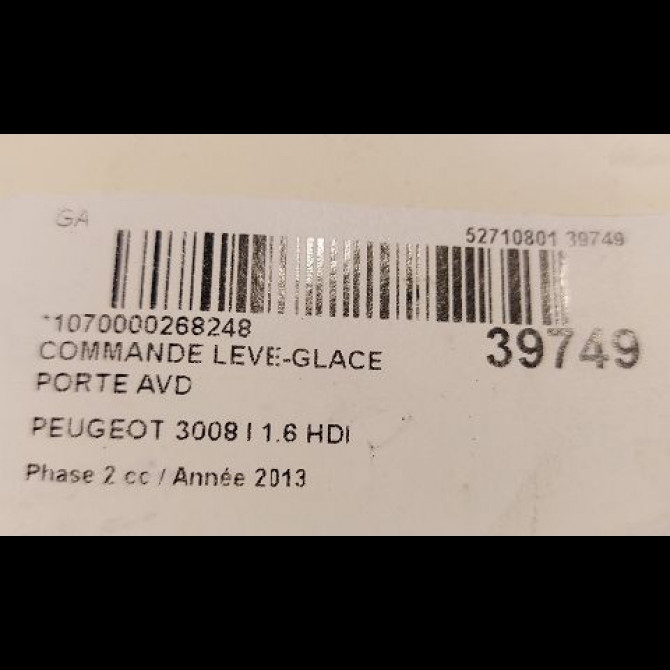 GA
52710801 39749
*1070000268248
39749
COMMANDE LEVE-GLACE
PORTE AVD
PEUGEOT 3008 I 1.6 HDI
Phase 2 cc / Année 2013